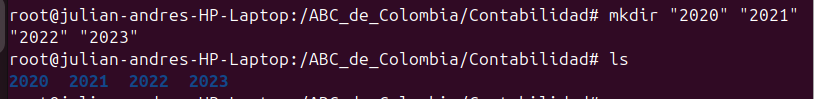 root@julian-andres-HP-Laptop:/ABC_de_Colombia/Contabilidad# mkdir "2020" "2021"
"2022" "2023"
root@julian-andres-HP-Laptop:/ABC_de_Colombia/Contabilidad# ls
2020  2021  2022  2023